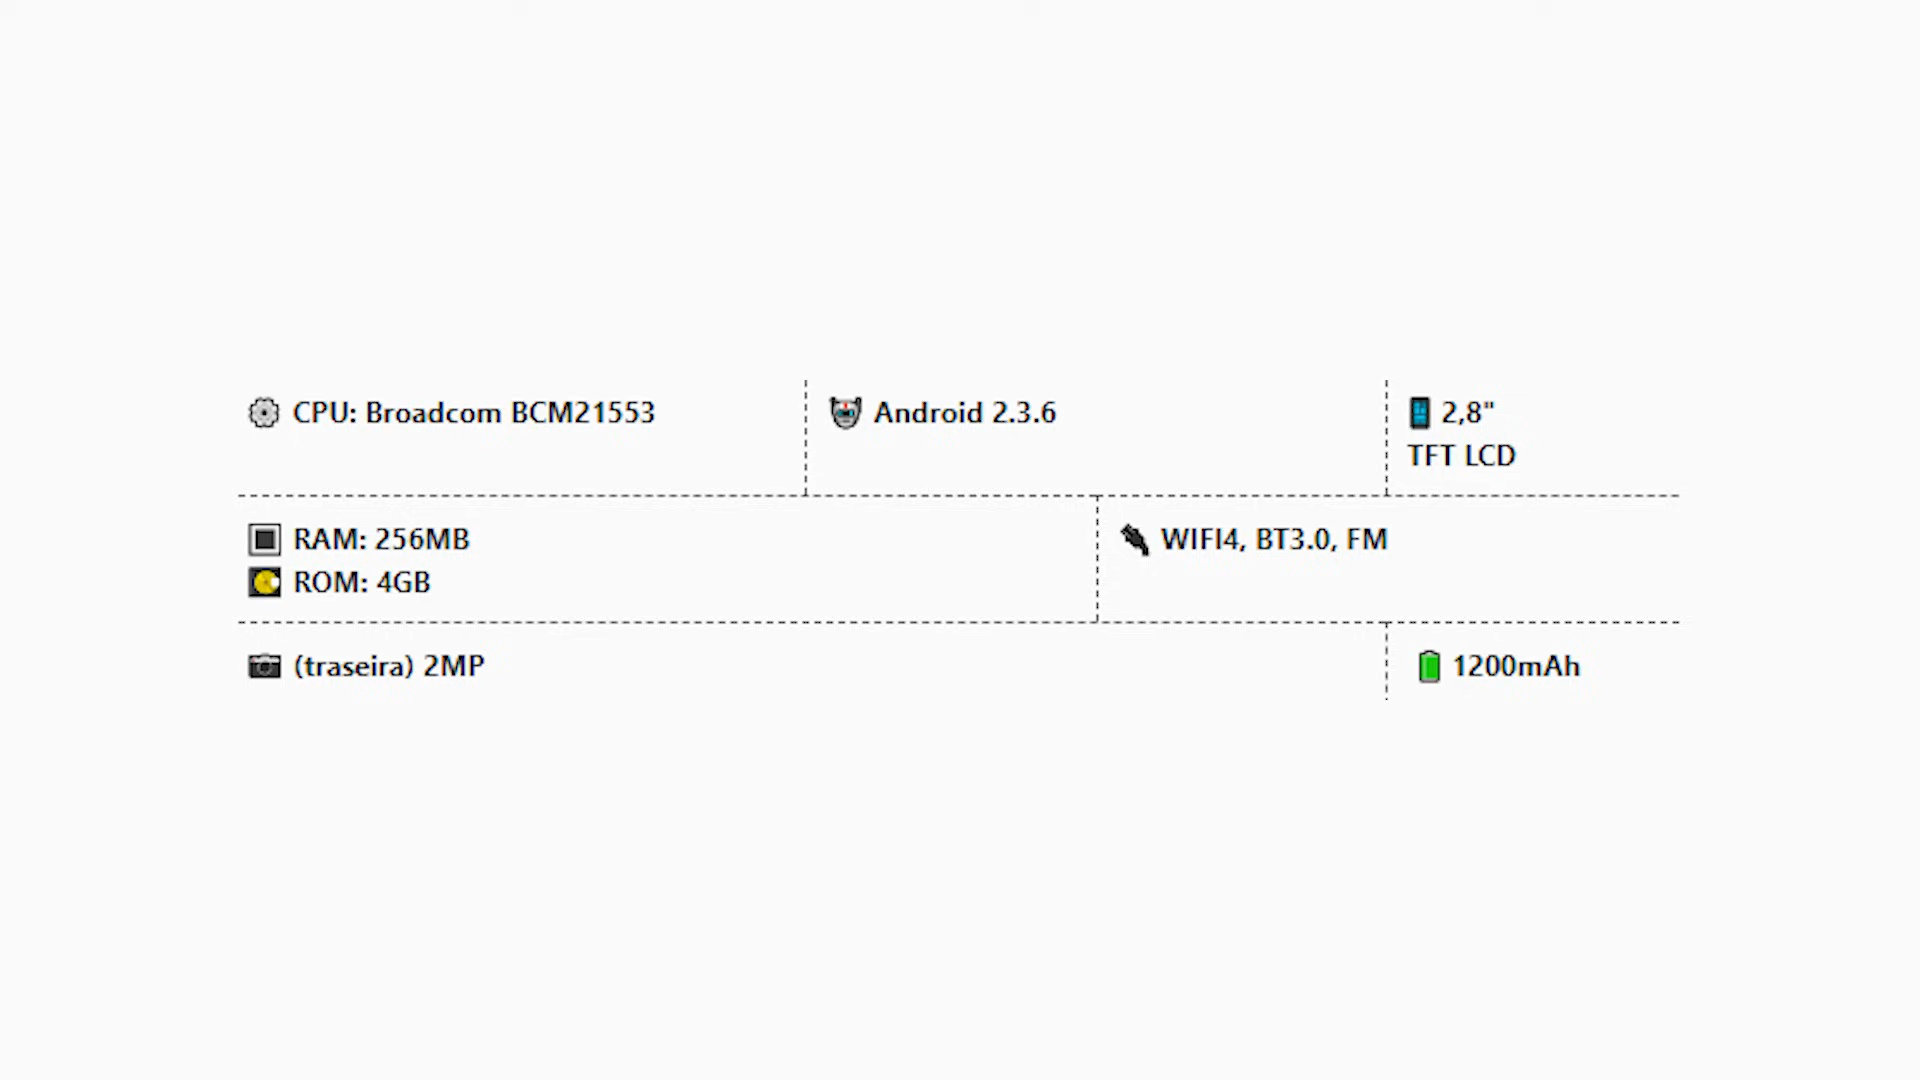 CPU: Broadcom BCM21553
Android 2.3.6
2,8"
TFT LCD
RAM: 256MB
ROM: 4GB
WIFI4, BT3.0, FM
(traseira) 2MP
1200mAh